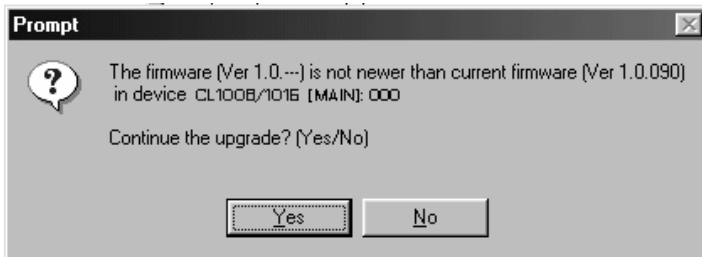 Prompt
The firmware (Ver 1.0.---) is not newer than current firmware (Ver 1.0.090)
in device CL1008/1016 [MAIN]: 000
Continue the upgrade? (Yes/No)
Yes No